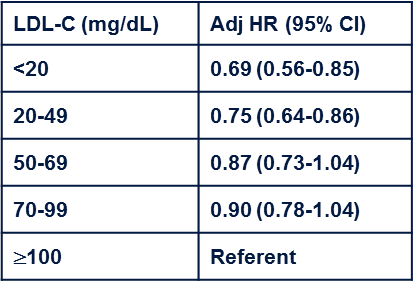 LDL-C (mg/dL) Adj HR (95% CI)
<20 0.69 (0.56-0.85)
20-49 0.75 (0.64-0.86)
50-69 0.87 (0.73-1.04)
70-99 0.90 (0.78-1.04)
≥100 Referent